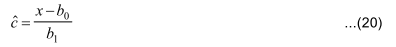 ĉ = (x − b₀) / b₁ ...(20)